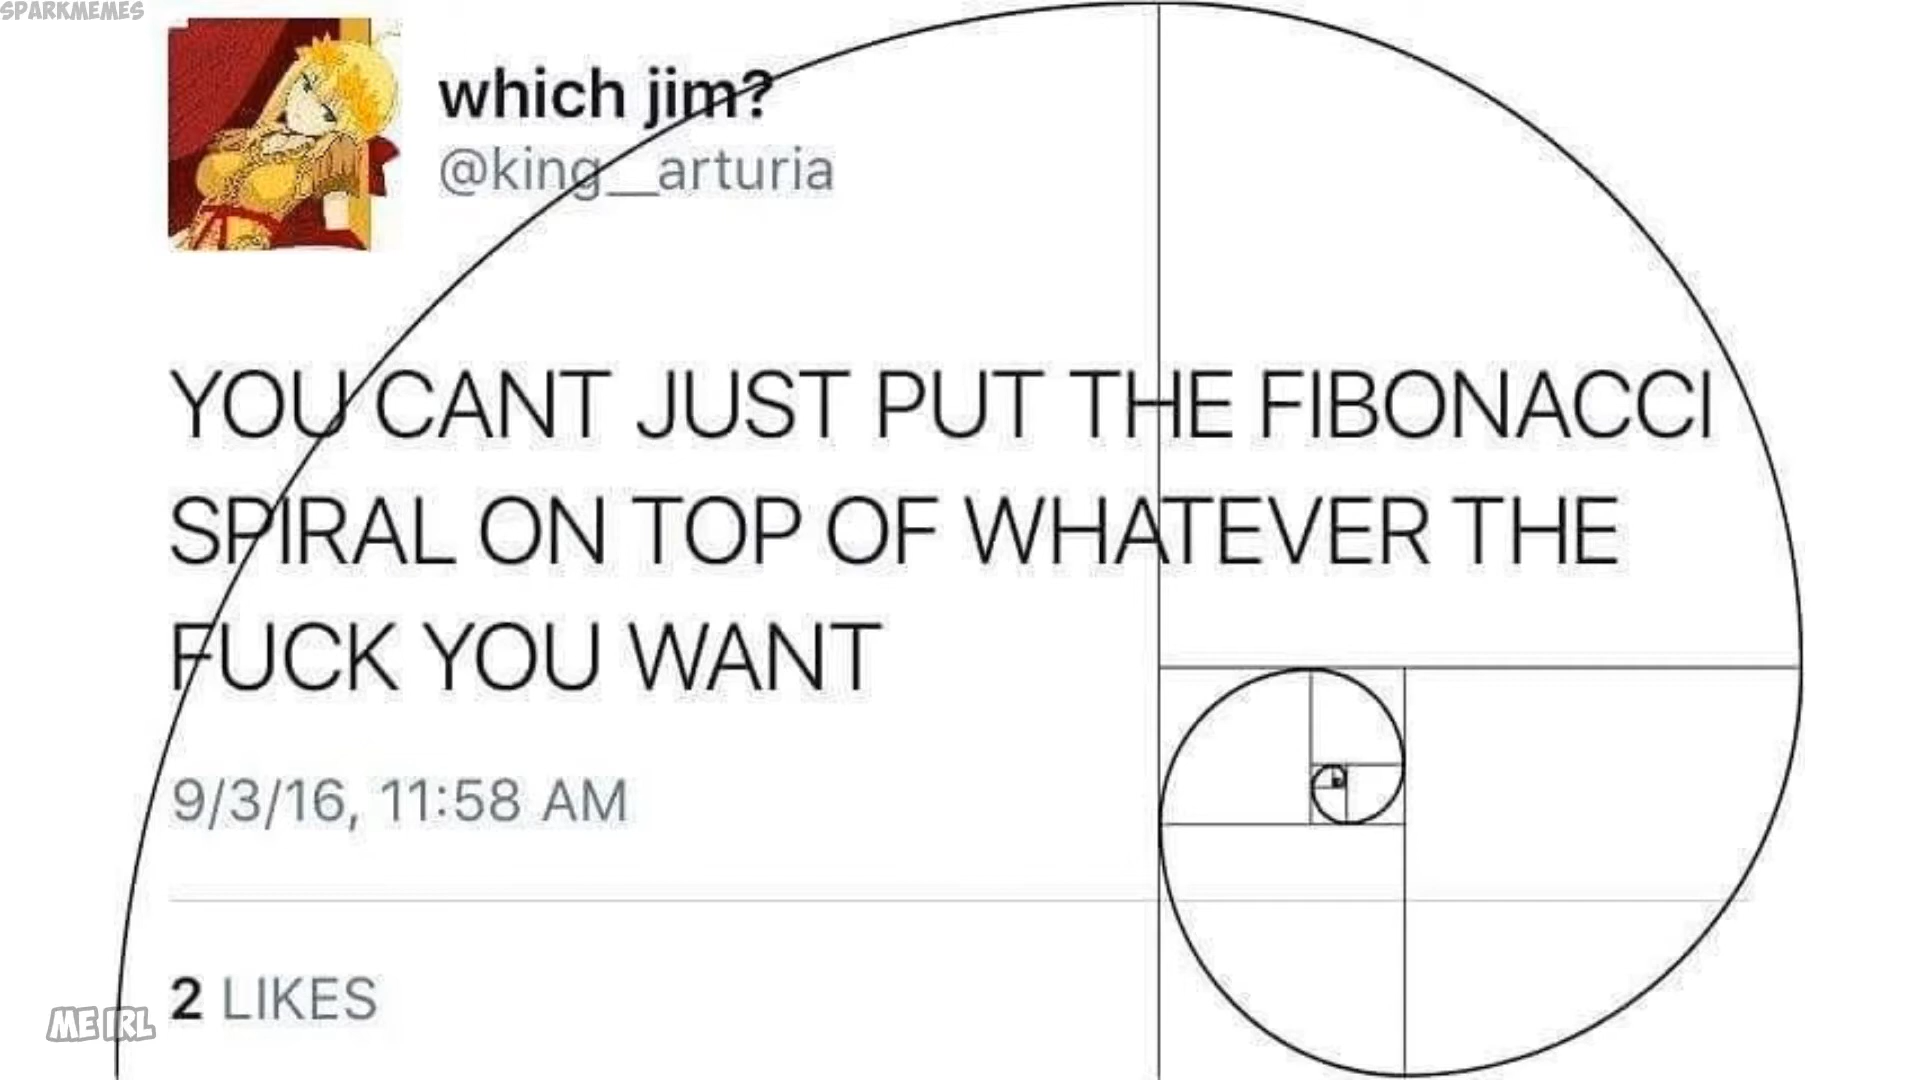 SPARKMEMES
which jim?
@king__arturia
YOU CANT JUST PUT THE FIBONACCI
SPIRAL ON TOP OF WHATEVER THE
FUCK YOU WANT
9/3/16, 11:58 AM
2 LIKES
ME IRL